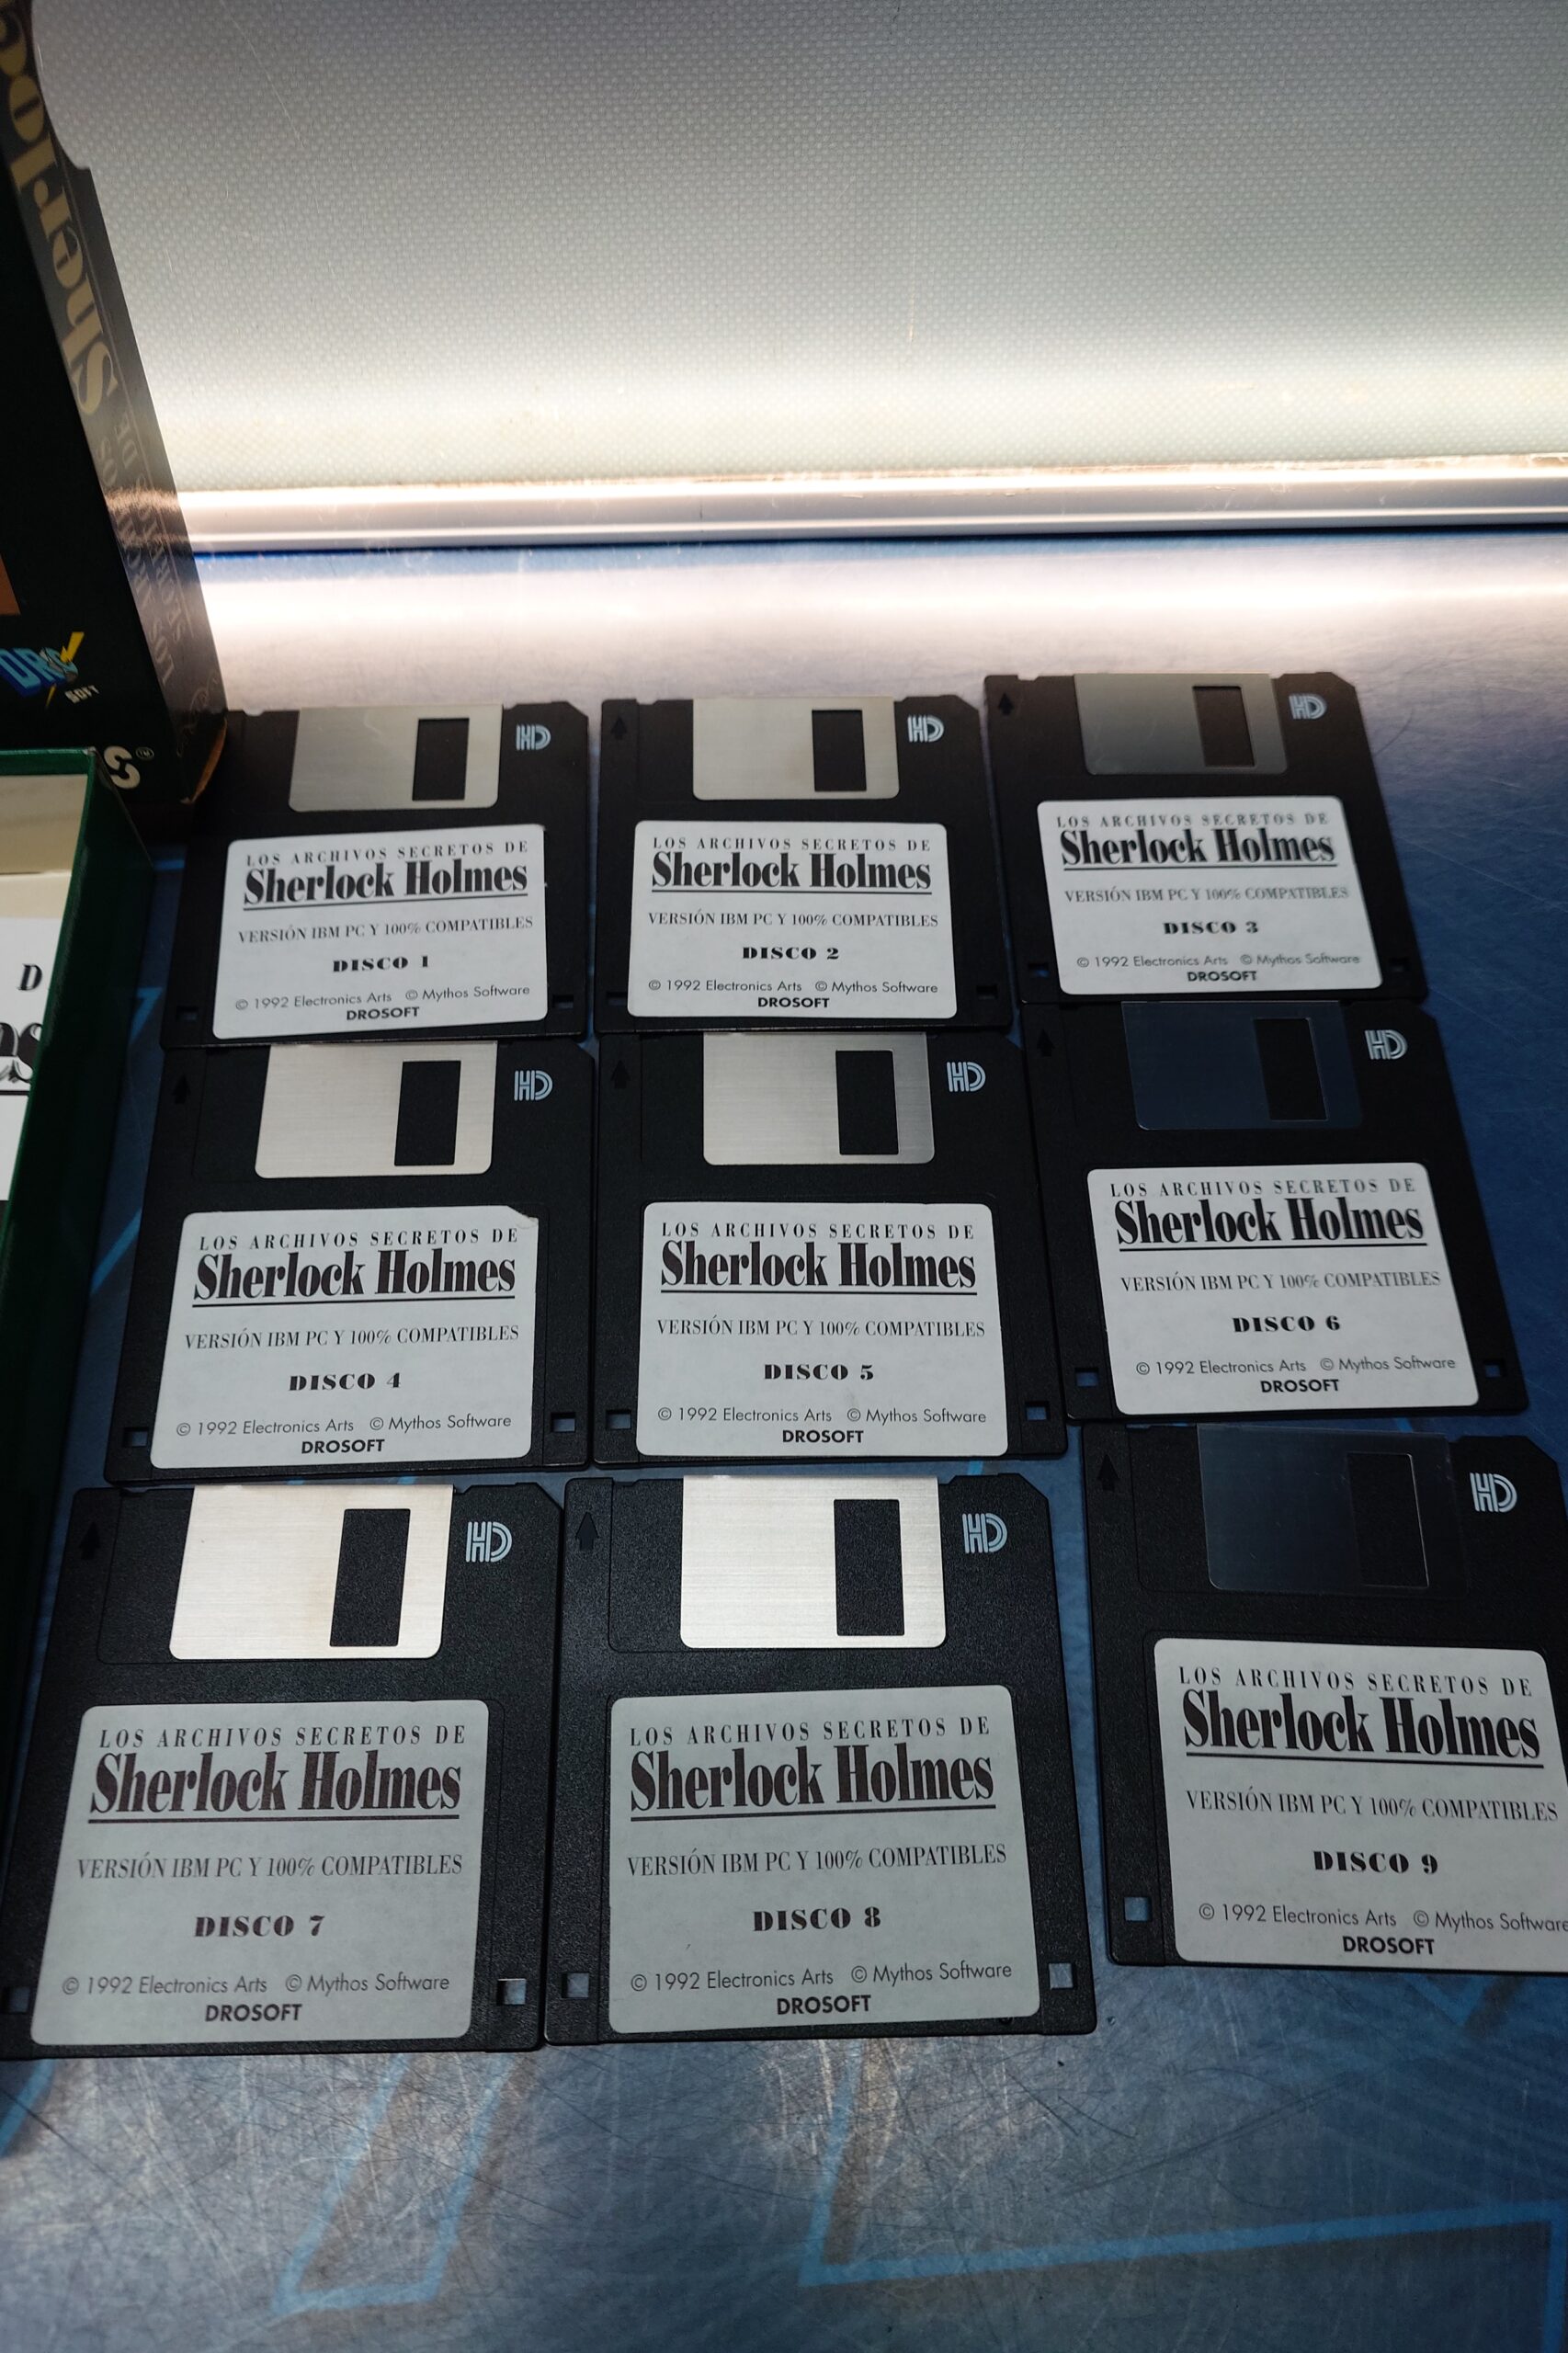 Sherloc
LOS ARCHIVOS
DE
DRO
SOFT
S™
D
HD
LOS ARCHIVOS SECRETOS DE
Sherlock Holmes
VERSIÓN IBM PC Y 100% COMPATIBLES
DISCO 1
© 1992 Electronics Arts © Mythos Software
DROSOFT
HD
LOS ARCHIVOS SECRETOS DE
Sherlock Holmes
VERSIÓN IBM PC Y 100% COMPATIBLES
DISCO 2
© 1992 Electronics Arts © Mythos Software
DROSOFT
HD
LOS ARCHIVOS SECRETOS DE
Sherlock Holmes
VERSIÓN IBM PC Y 100% COMPATIBLES
DISCO 3
© 1992 Electronics Arts © Mythos Software
DROSOFT
HD
LOS ARCHIVOS SECRETOS DE
Sherlock Holmes
VERSIÓN IBM PC Y 100% COMPATIBLES
DISCO 4
© 1992 Electronics Arts © Mythos Software
DROSOFT
HD
LOS ARCHIVOS SECRETOS DE
Sherlock Holmes
VERSIÓN IBM PC Y 100% COMPATIBLES
DISCO 5
© 1992 Electronics Arts © Mythos Software
DROSOFT
HD
LOS ARCHIVOS SECRETOS DE
Sherlock Holmes
VERSIÓN IBM PC Y 100% COMPATIBLES
DISCO 6
© 1992 Electronics Arts © Mythos Software
DROSOFT
HD
LOS ARCHIVOS SECRETOS DE
Sherlock Holmes
VERSIÓN IBM PC Y 100% COMPATIBLES
DISCO 7
© 1992 Electronics Arts © Mythos Software
DROSOFT
HD
LOS ARCHIVOS SECRETOS DE
Sherlock Holmes
VERSIÓN IBM PC Y 100% COMPATIBLES
DISCO 8
© 1992 Electronics Arts © Mythos Software
DROSOFT
HD
LOS ARCHIVOS SECRETOS DE
Sherlock Holmes
VERSIÓN IBM PC Y 100% COMPATIBLES
DISCO 9
© 1992 Electronics Arts © Mythos Software
DROSOFT